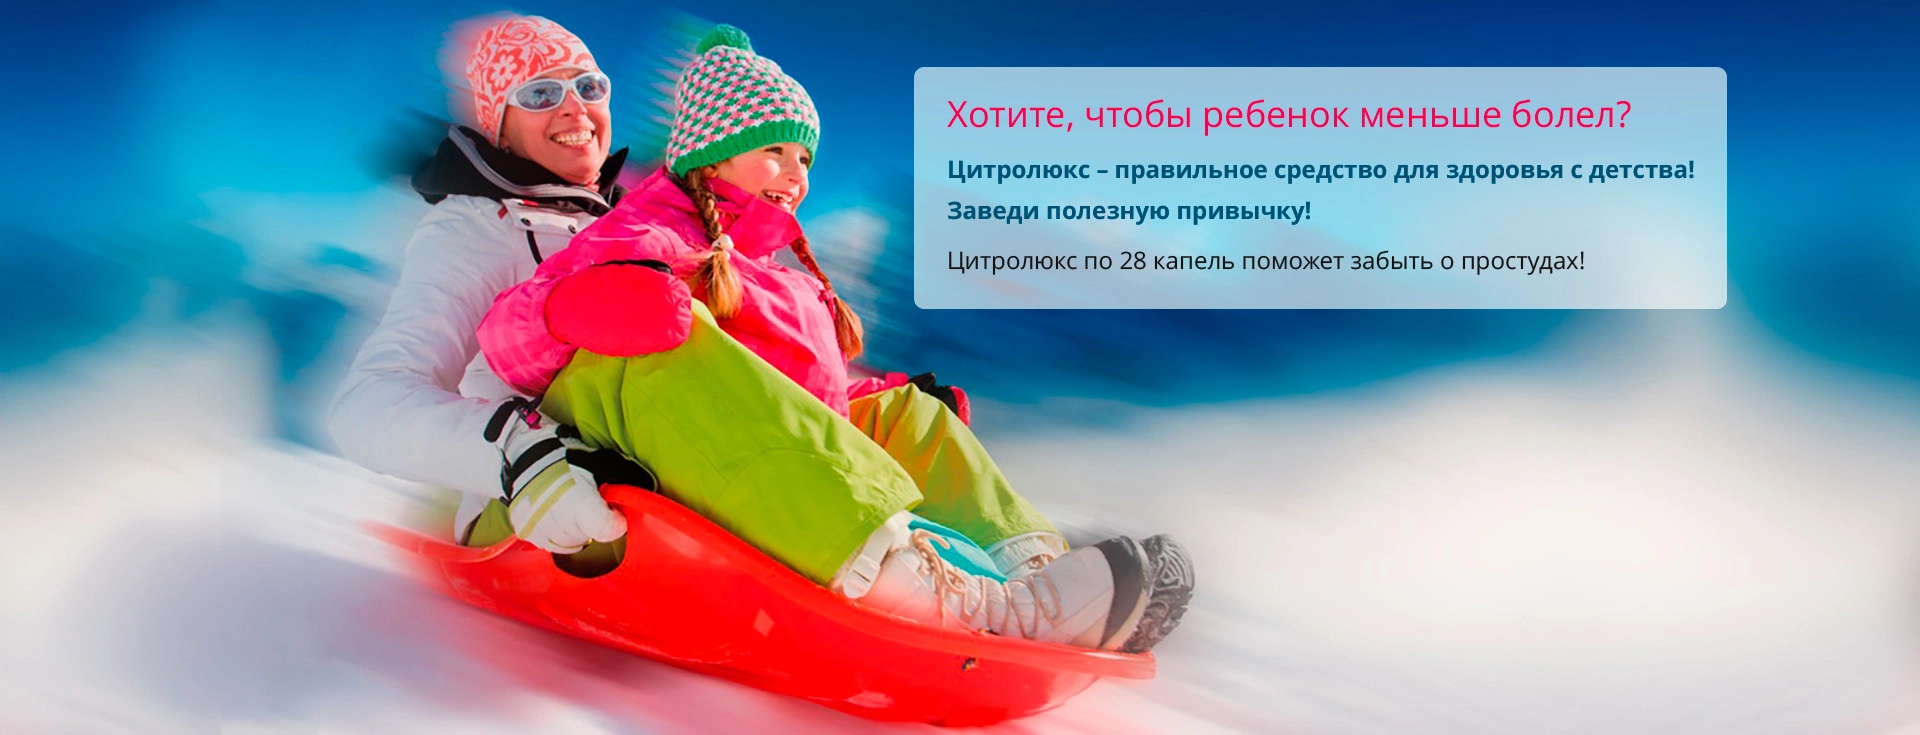 Хотите, чтобы ребенок меньше болел?
Цитролюкс – правильное средство для здоровья с детства!
Заведи полезную привычку!
Цитролюкс по 28 капель поможет забыть о простудах!